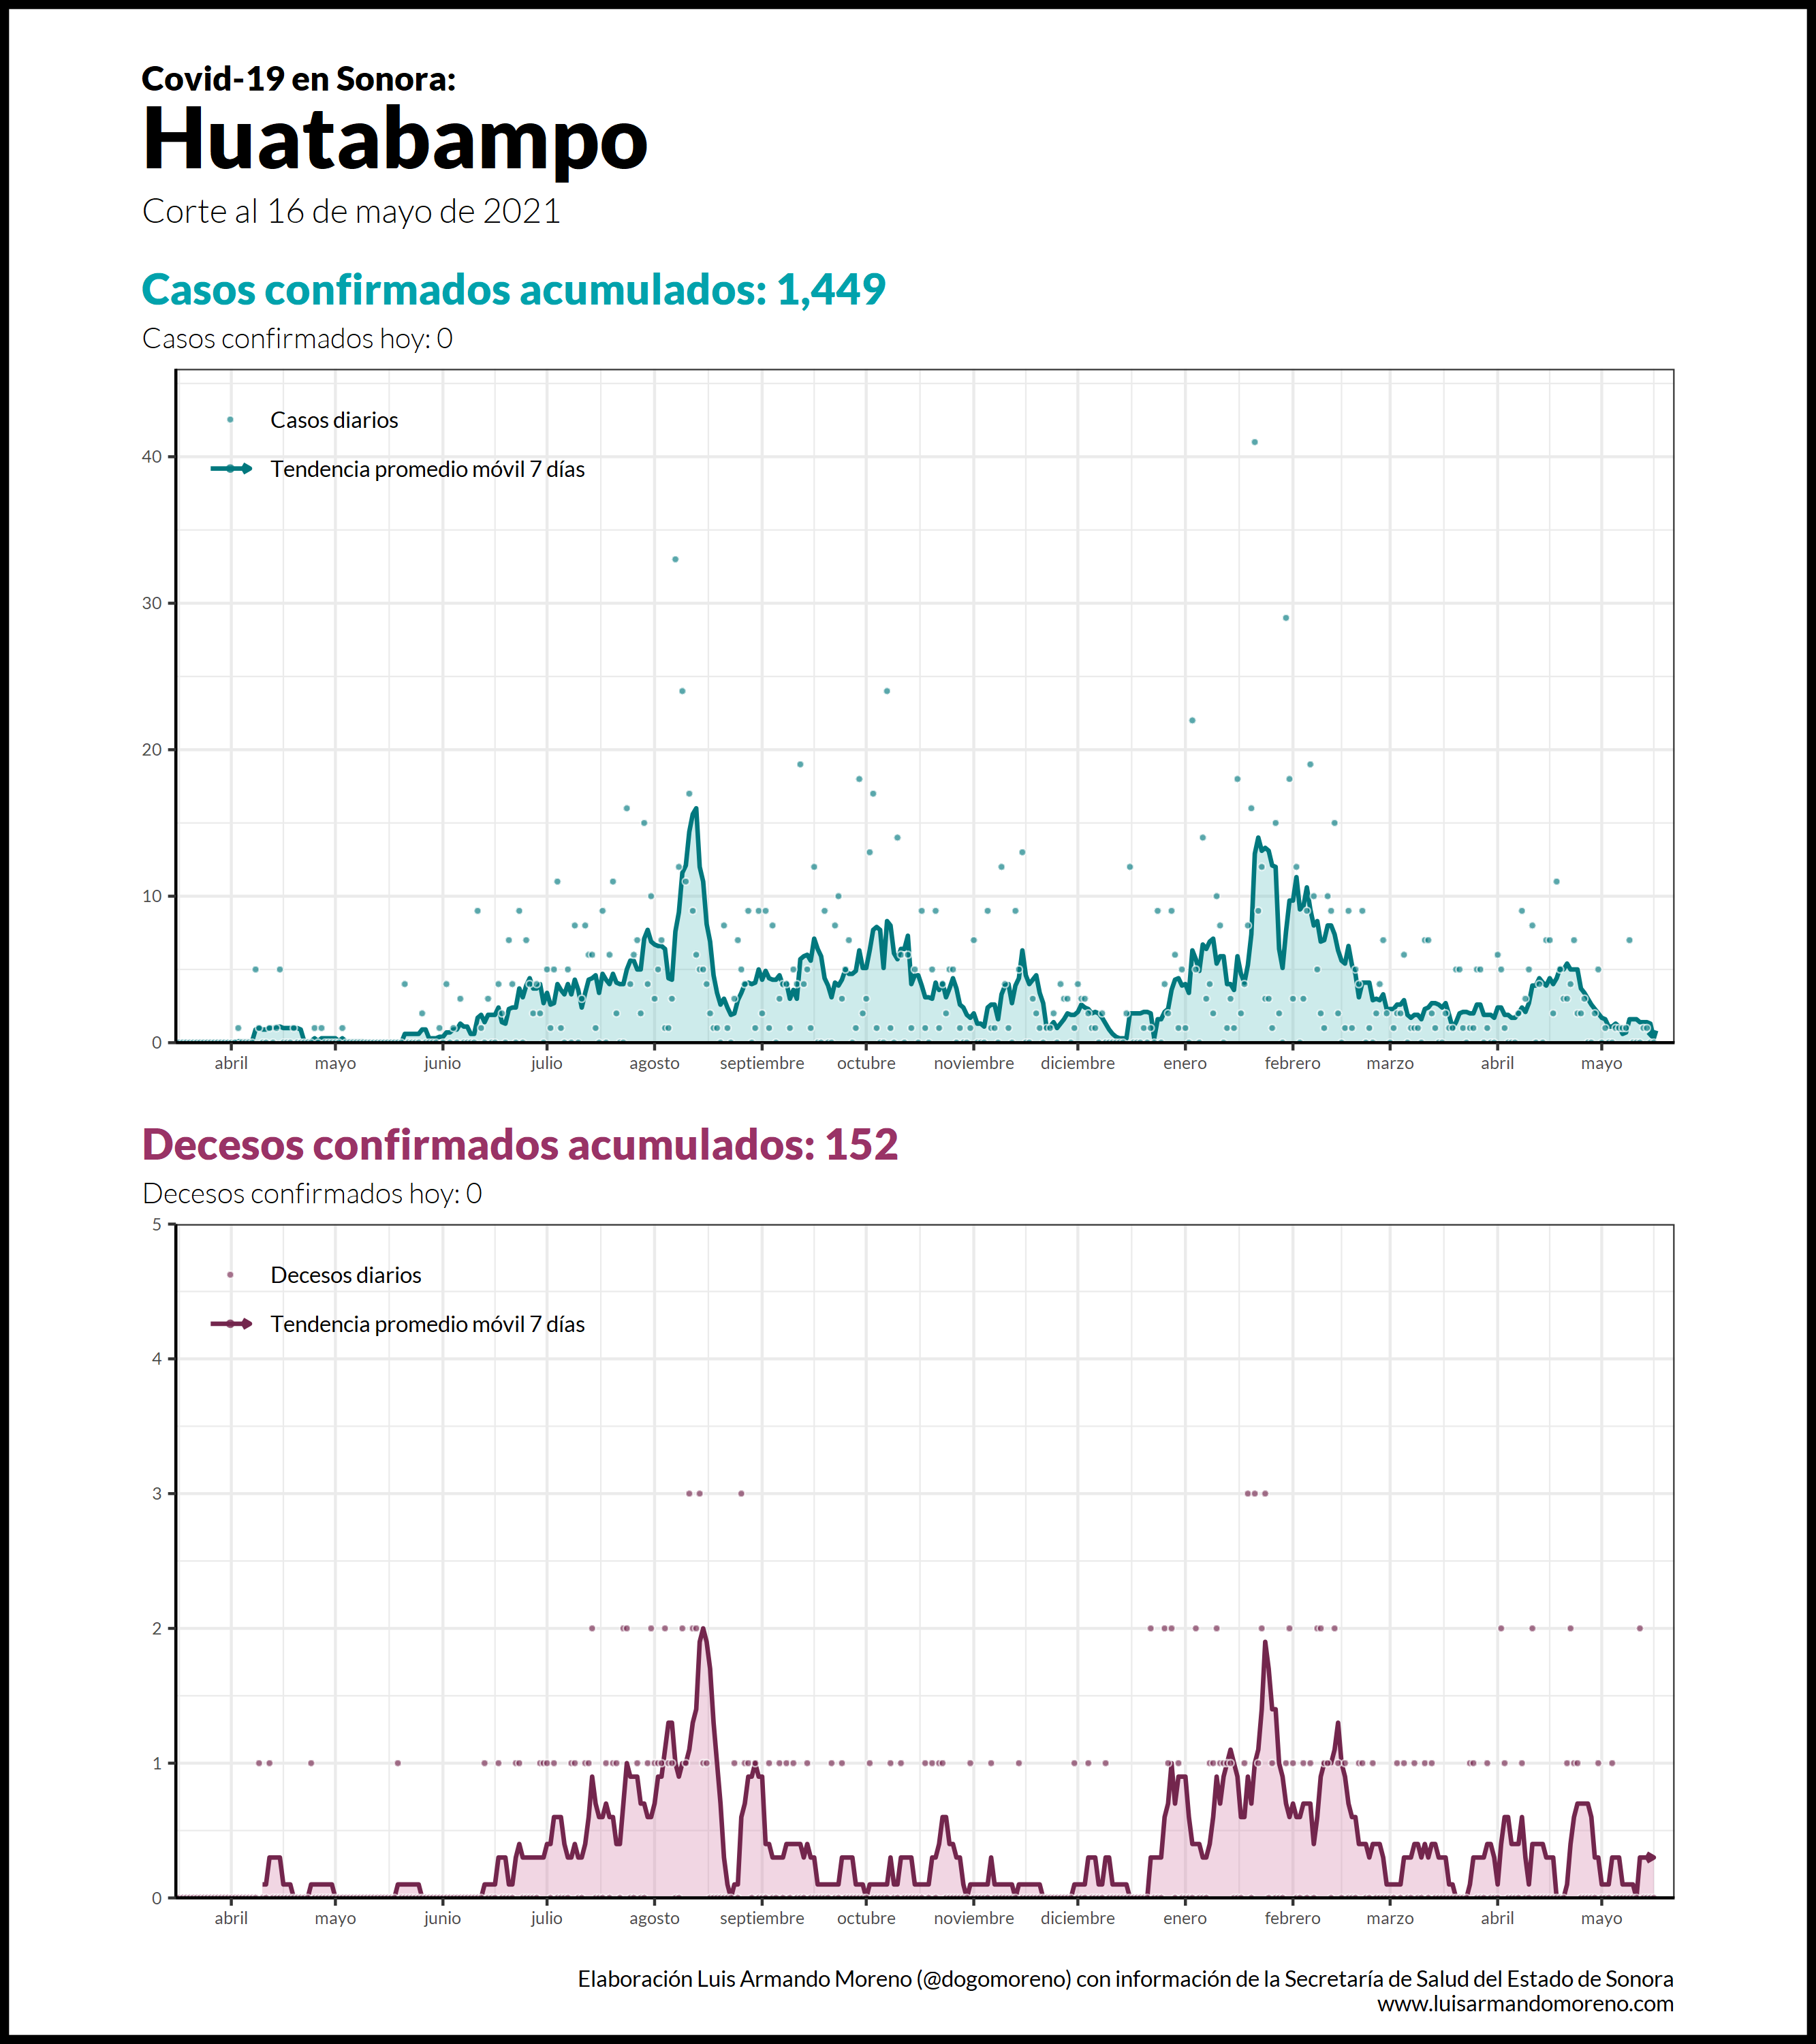 Covid-19 en Sonora:
Huatabampo
Corte al 16 de mayo de 2021
Casos confirmados acumulados: 1,449
Casos confirmados hoy: 0
Casos diarios
Tendencia promedio móvil 7 días
40
30
20
10
0
abril mayo junio julio agosto septiembre octubre noviembre diciembre enero febrero marzo abril mayo
Decesos confirmados acumulados: 152
Decesos confirmados hoy: 0
5
Decesos diarios
Tendencia promedio móvil 7 días
4
3
2
1
0
abril mayo junio julio agosto septiembre octubre noviembre diciembre enero febrero marzo abril mayo
Elaboración Luis Armando Moreno (@dogomoreno) con información de la Secretaría de Salud del Estado de Sonora
www.luisarmandomoreno.com